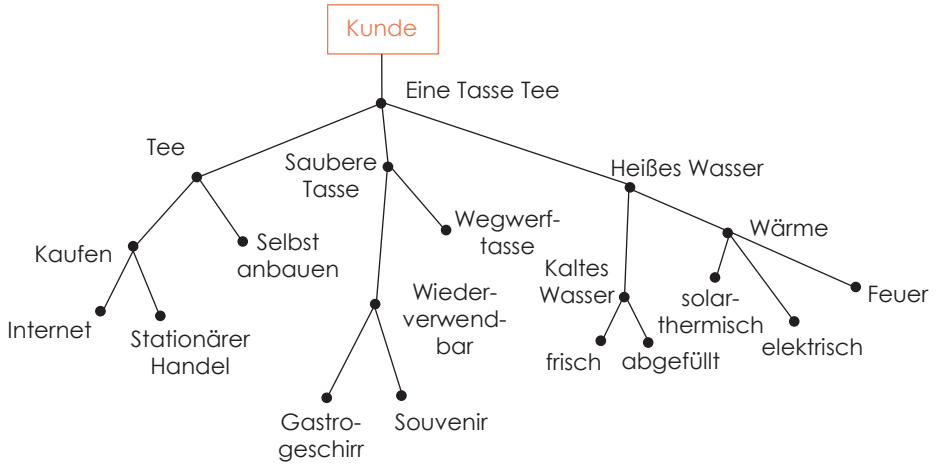 Kunde
Eine Tasse Tee
Tee
Saubere
Tasse
Heißes Wasser
Kaufen
Selbst
anbauen
Wegwerf-
tasse
Wärme
Kaltes
Wasser
Internet
Stationärer
Handel
Wieder-
verwend-
bar
solar-
thermisch
Feuer
frisch
abgefüllt
elektrisch
Gastro-
geschirr
Souvenir